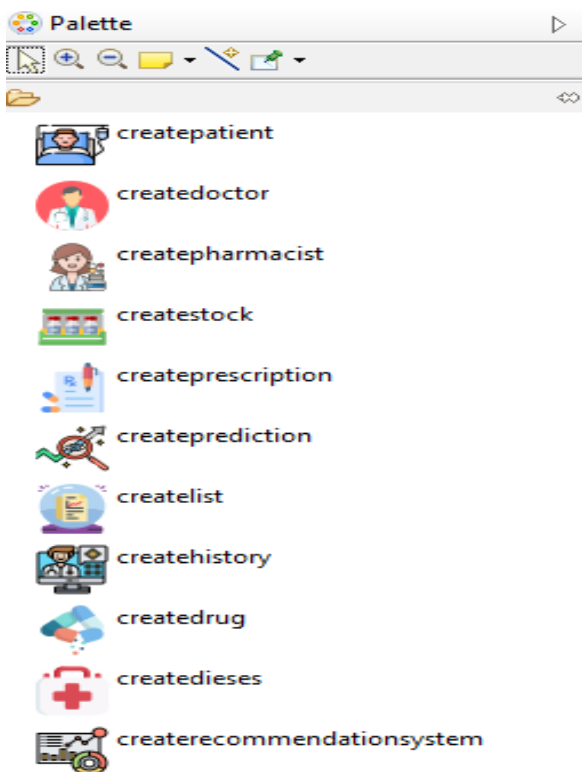 Palette
createpatient
createdoctor
createpharmacist
createstock
createprescription
createprediction
createlist
createhistory
createdrug
createdieses
createrecommendationsystem